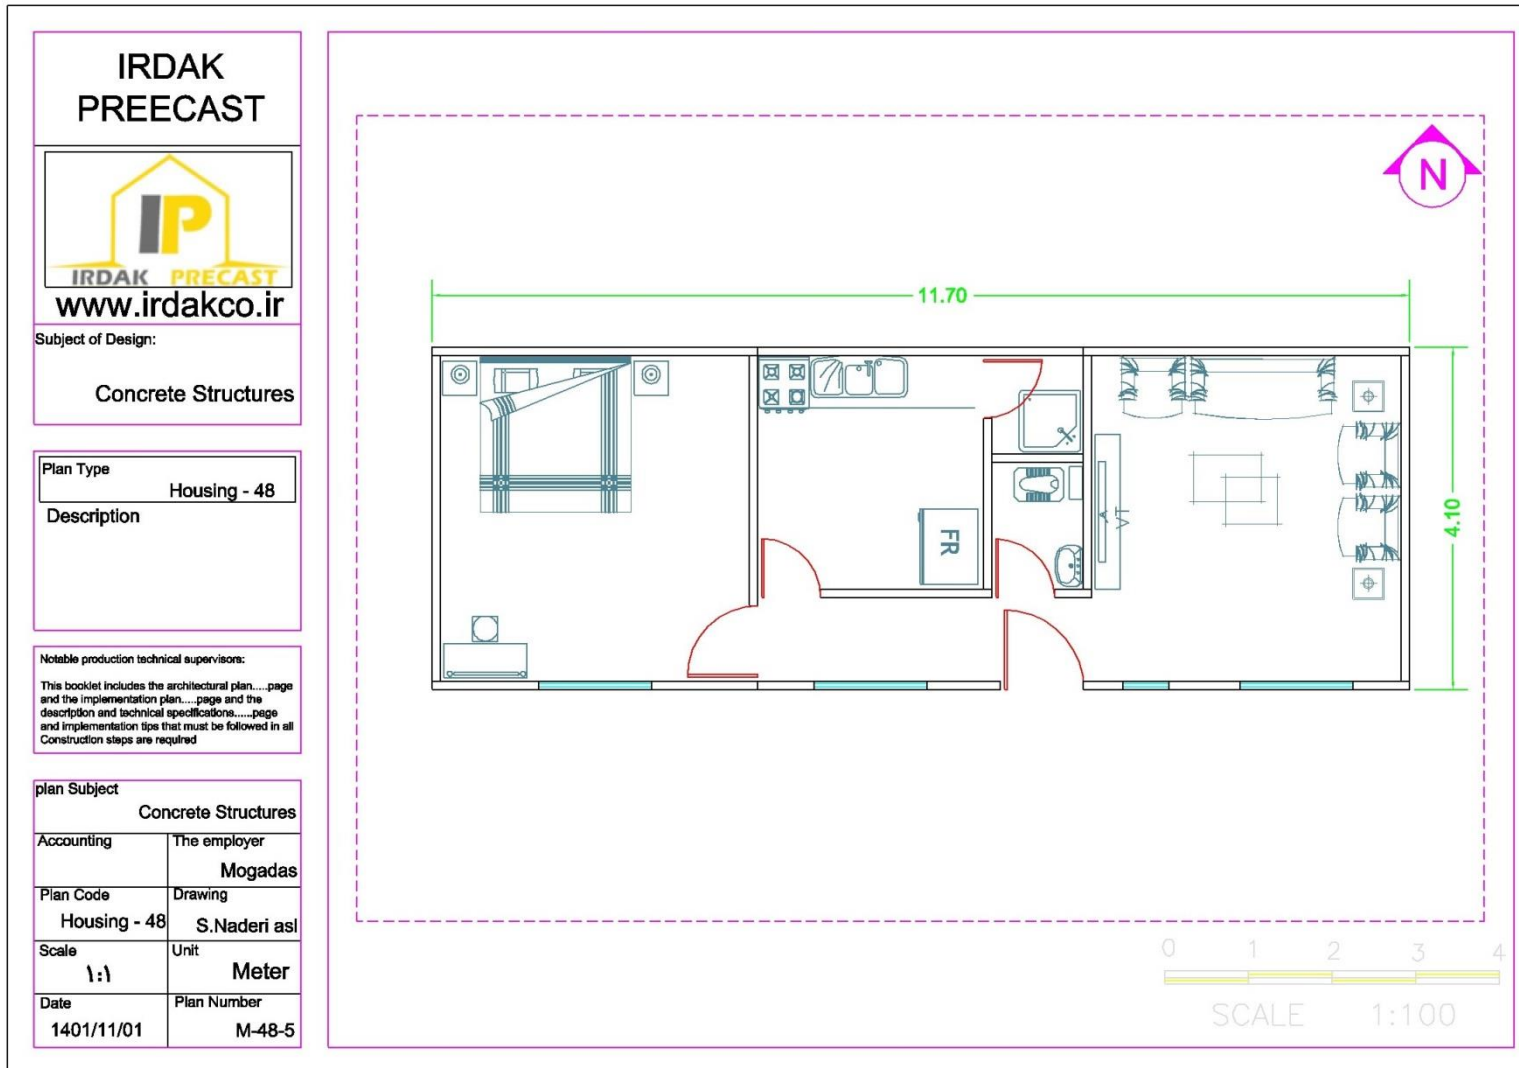 IRDAK
PREECAST
IP
IRDAK PRECAST
www.irdakco.ir
Subject of Design:
Concrete Structures
Plan Type
Housing - 48
Description
Notable production technical supervisors:
This booklet includes the architectural plan.....page
and the implementation plan.....page and the
description and technical specifications......page
and implementation tips that must be followed in all
Construction steps are required
plan Subject
Concrete Structures
Accounting
The employer
Mogadas
Plan Code
Housing - 48
Drawing
S.Naderi asl
Scale
۱:۱
Unit
Meter
Date
1401/11/01
Plan Number
M-48-5
N
11.70
4.10
FR
A
VT
0 1 2 3 4
SCALE 1:100